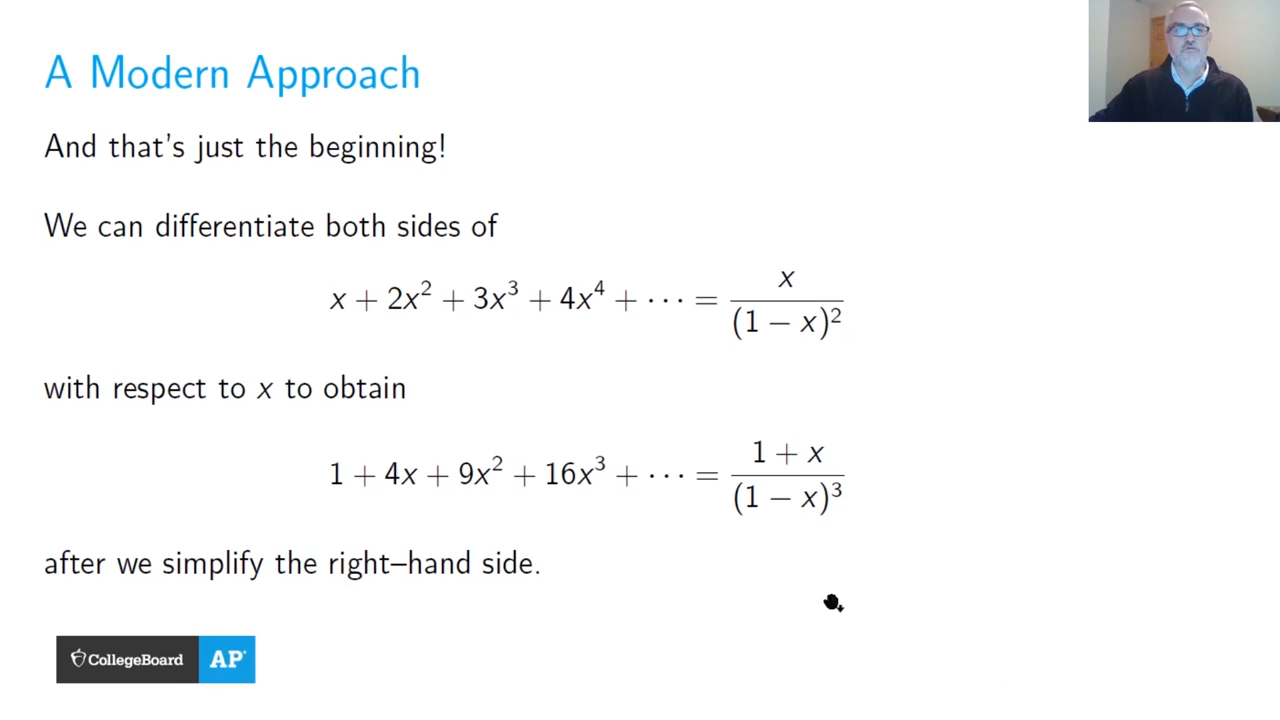 A Modern Approach
And that's just the beginning!
We can differentiate both sides of
x + 2x² + 3x³ + 4x⁴ + ··· = x/(1 − x)²
with respect to x to obtain
1 + 4x + 9x² + 16x³ + ··· = (1 + x)/(1 − x)³
after we simplify the right–hand side.
CollegeBoard AP®